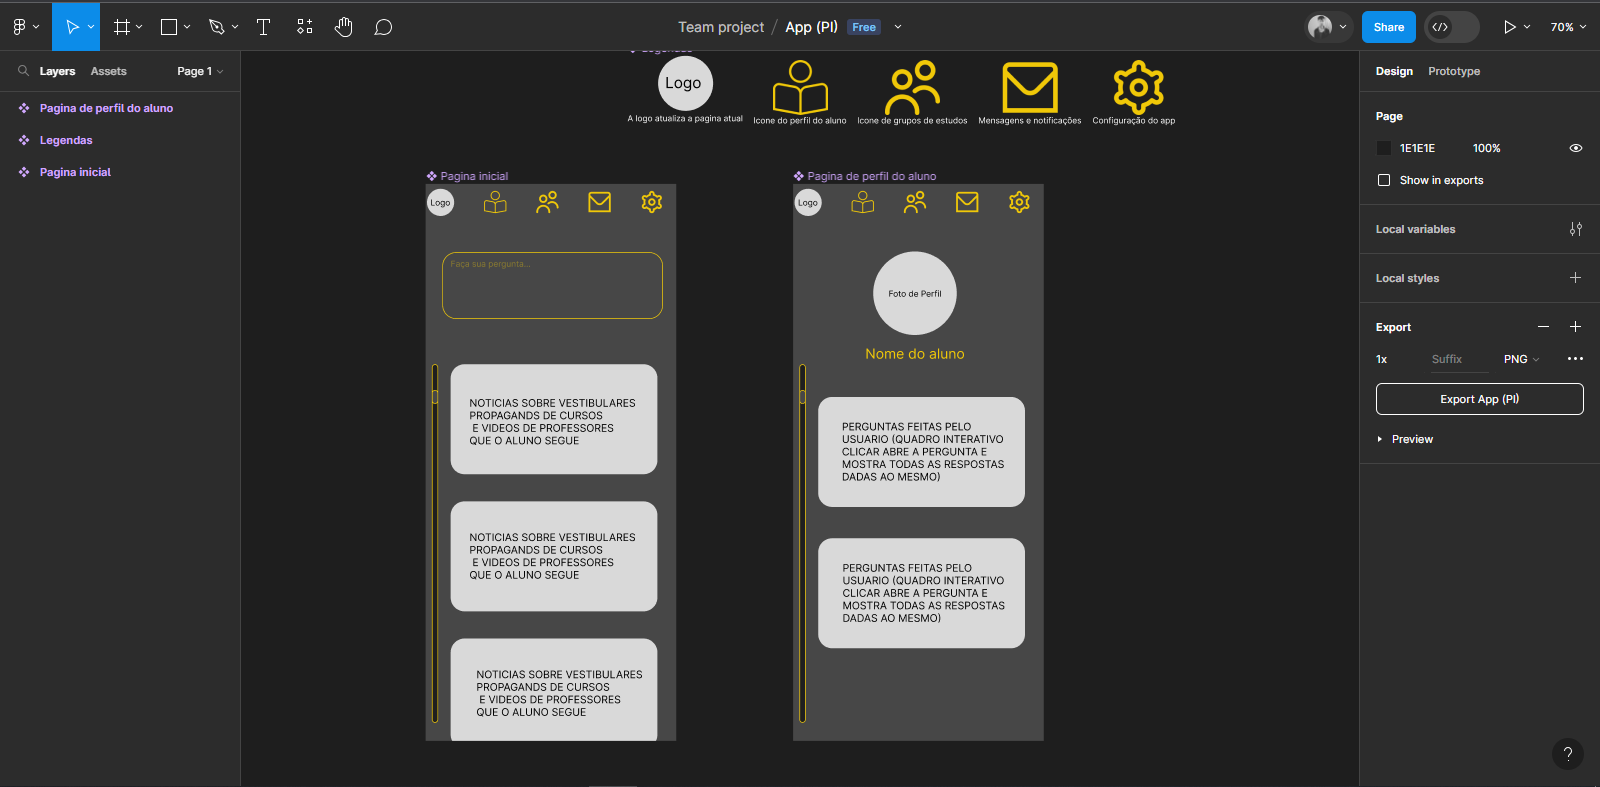 Team project / App (PI) Free
Share
70%
Layers Assets Page 1
Pagina de perfil do aluno
Legendas
Pagina inicial
Logo
A logo atualiza a pagina atual
Icone do perfil do aluno
Icone de grupos de estudos
Mensagens e notificações
Configuração do app
Pagina inicial
Logo
Faça sua pergunta...
NOTICIAS SOBRE VESTIBULARES
PROPAGANDS DE CURSOS
E VIDEOS DE PROFESSORES
QUE O ALUNO SEGUE
NOTICIAS SOBRE VESTIBULARES
PROPAGANDS DE CURSOS
E VIDEOS DE PROFESSORES
QUE O ALUNO SEGUE
NOTICIAS SOBRE VESTIBULARES
PROPAGANDS DE CURSOS
E VIDEOS DE PROFESSORES
QUE O ALUNO SEGUE
Pagina de perfil do aluno
Logo
Foto de Perfil
Nome do aluno
PERGUNTAS FEITAS PELO
USUARIO (QUADRO INTERATIVO
CLICAR ABRE A PERGUNTA E
MOSTRA TODAS AS RESPOSTAS
DADAS AO MESMO)
PERGUNTAS FEITAS PELO
USUARIO (QUADRO INTERATIVO
CLICAR ABRE A PERGUNTA E
MOSTRA TODAS AS RESPOSTAS
DADAS AO MESMO)
Design Prototype
Page
1E1E1E 100%
Show in exports
Local variables
Local styles
Export
1x Suffix PNG
Export App (PI)
Preview
?